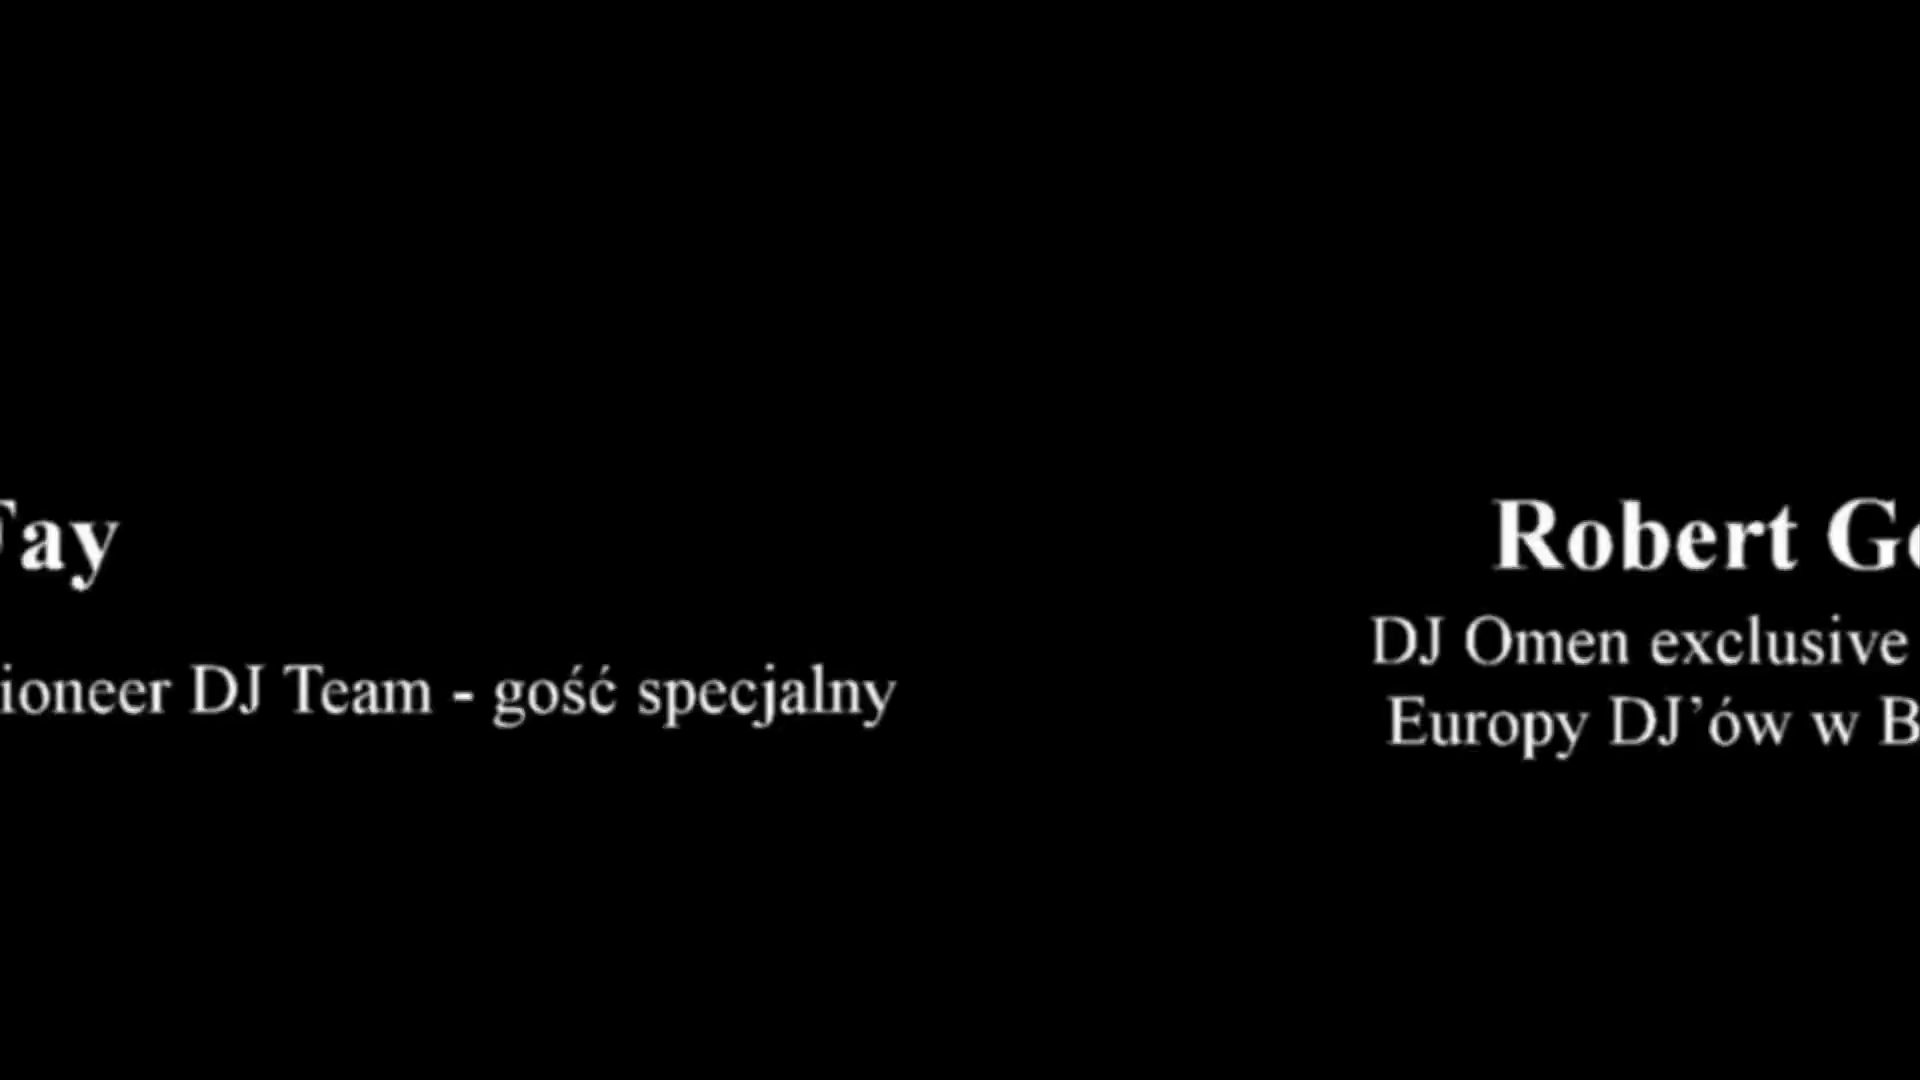 ay
ioneer DJ Team - gość specjalny
Robert
DJ Omen exclusive
Europy DJ’ów w B